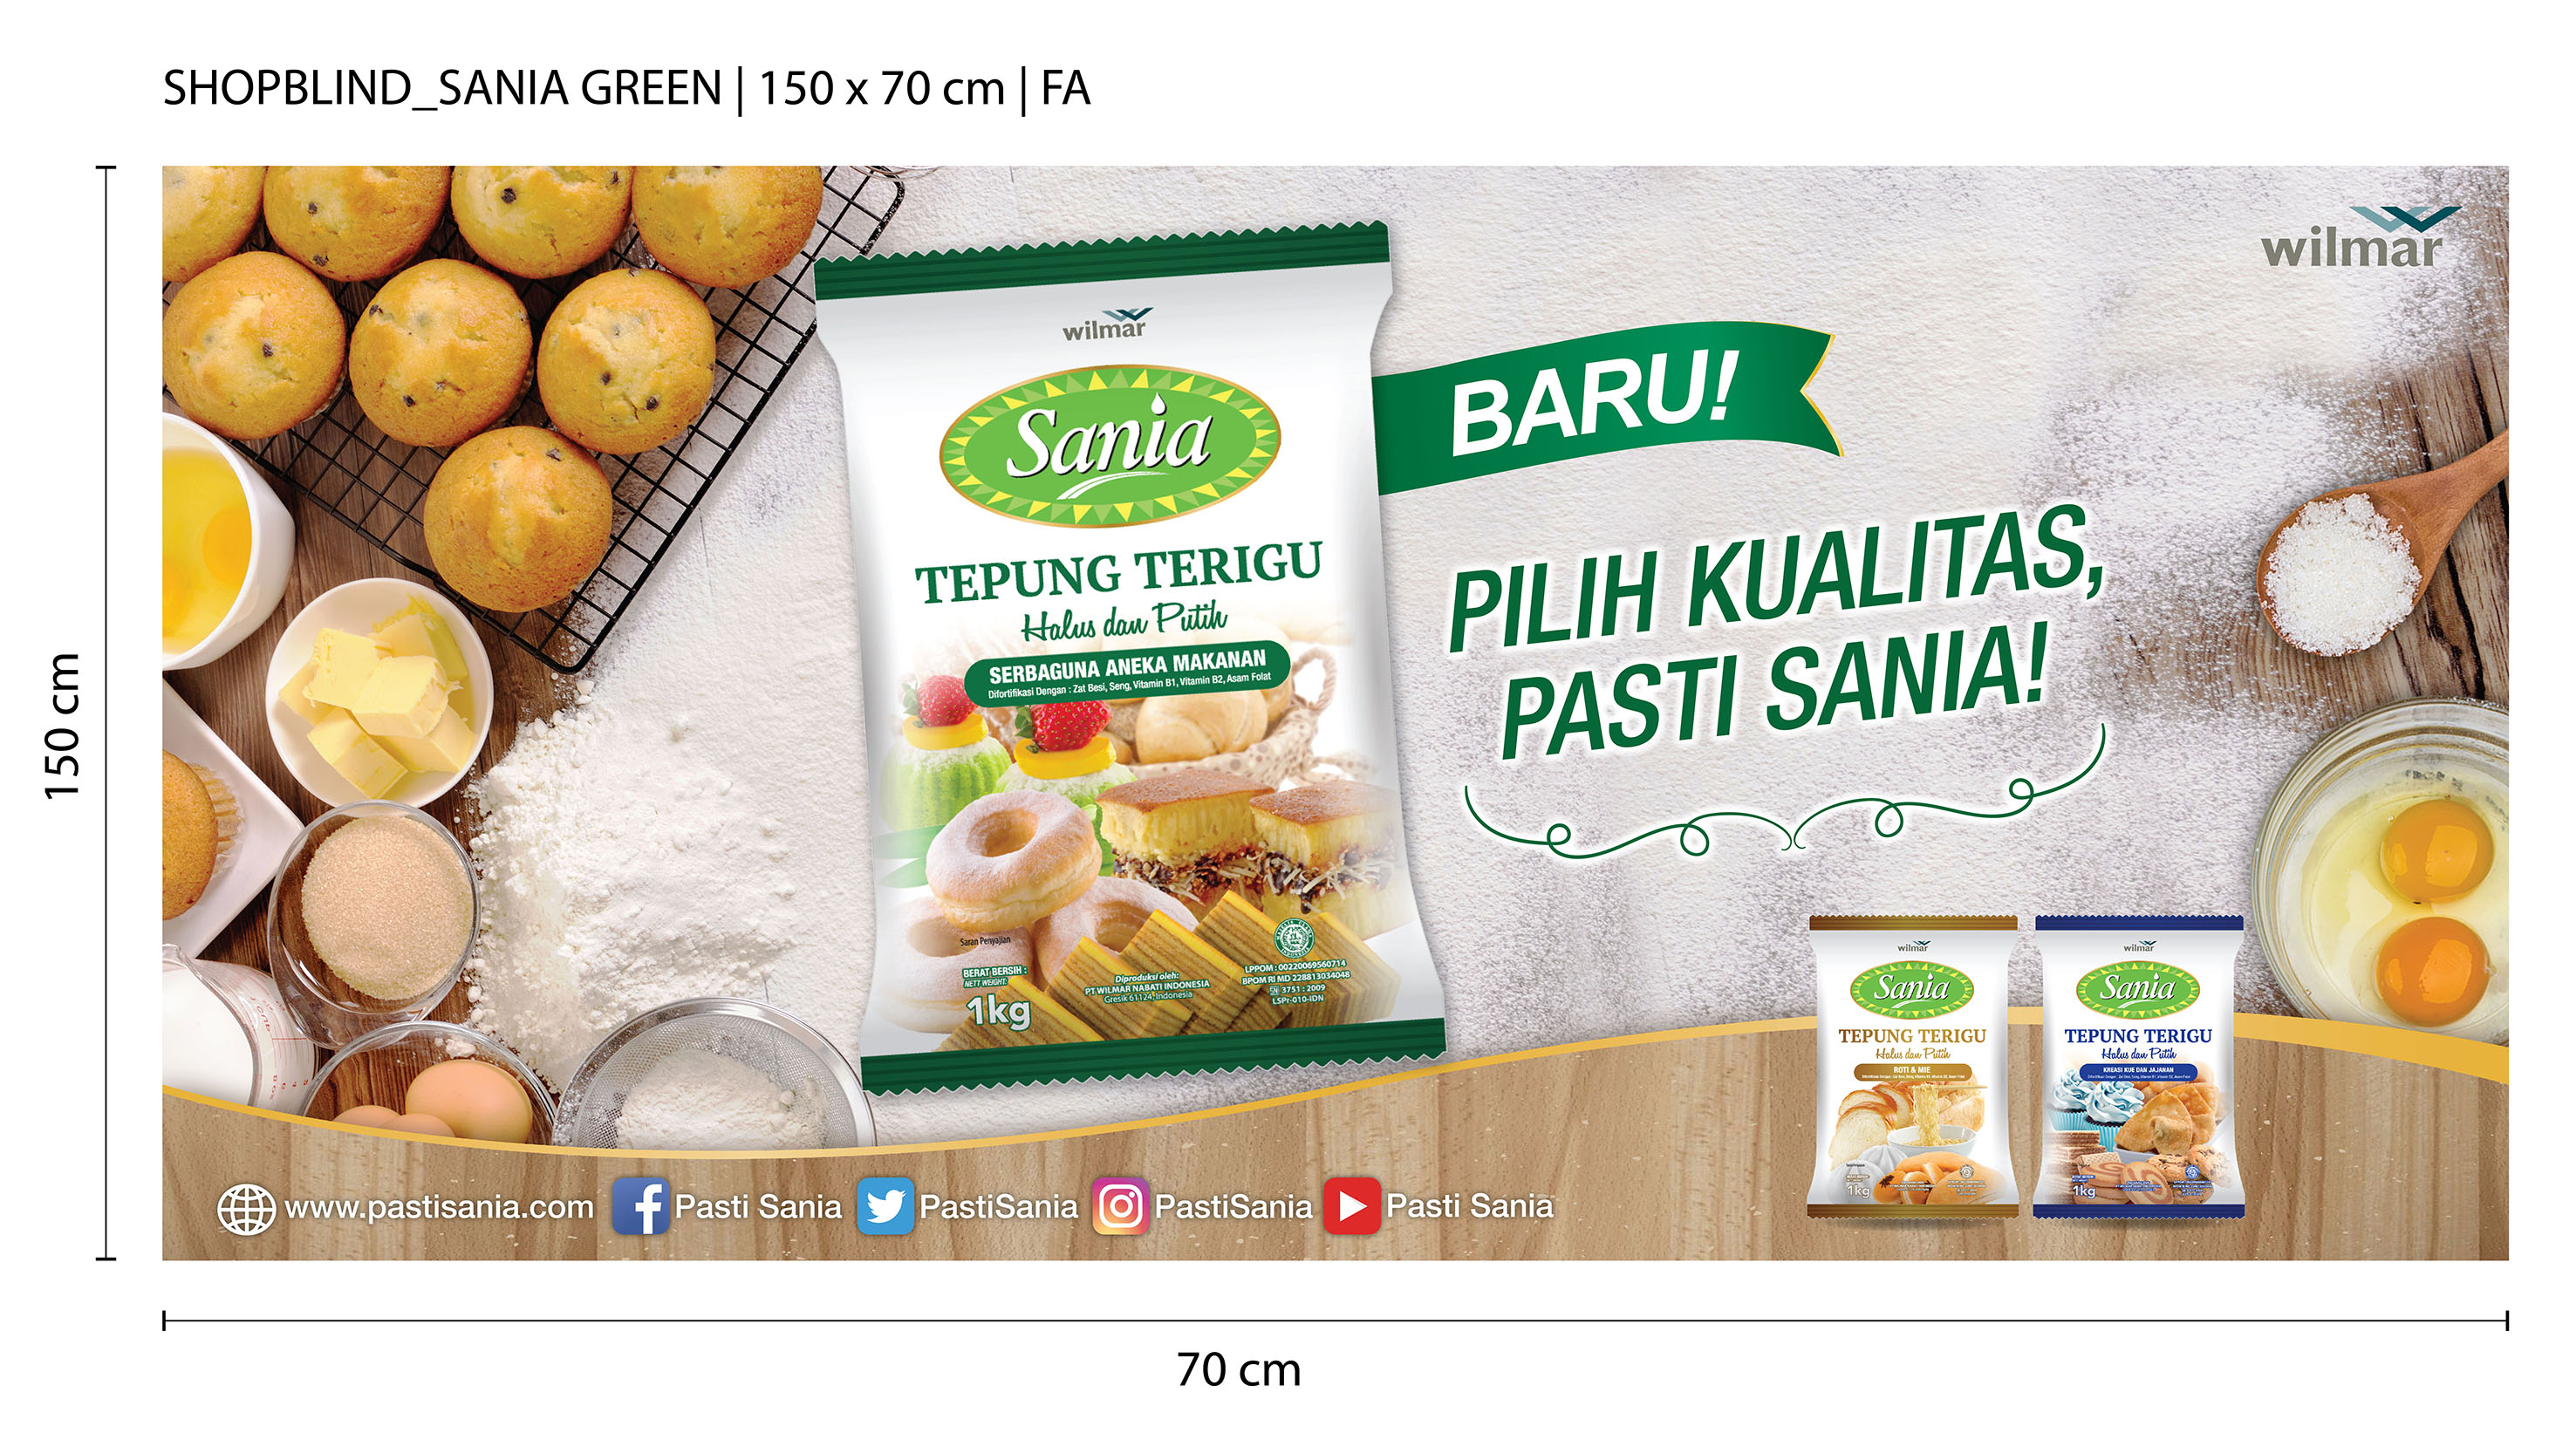 SHOPBLIND_SANIA GREEN | 150 x 70 cm | FA
150 cm
wilmar
wilmar
Sania
TEPUNG TERIGU
Halus dan Putih
SERBAGUNA ANEKA MAKANAN
Difortifikasi Dengan : Zat Besi, Seng, Vitamin B1, Vitamin B2, Asam Folat
Saran Penyajian
BERAT BERSIH :
NETT WEIGHT:
1kg
Diproduksi oleh:
PT WILMAR NABATI INDONESIA
Gresik 61124, Indonesia
LPPOM : 00220069560714
BPOM RI MD 228813034048
3751 : 2009
LSPr-010-IDN
BARU!
PILIH KUALITAS,
PASTI SANIA!
wilmar
Sania
TEPUNG TERIGU
Halus dan Putih
ROTI & MIE
1kg
wilmar
Sania
TEPUNG TERIGU
Halus dan Putih
KREASI KUE DAN JAJANAN
1kg
www.pastisania.com Pasti Sania PastiSania PastiSania Pasti Sania
70 cm